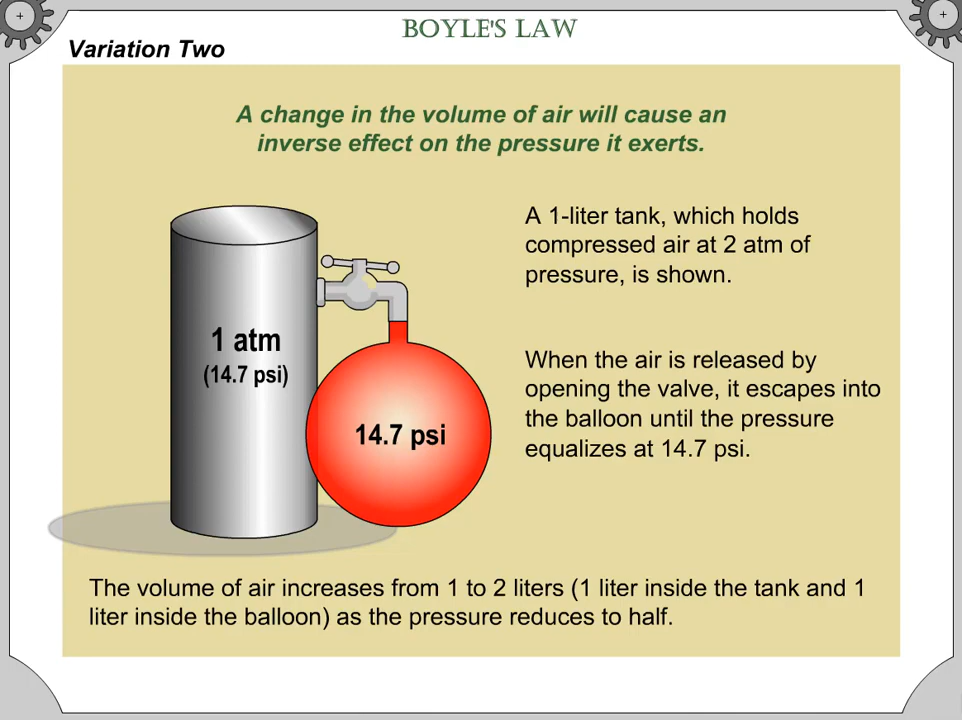 BOYLE'S LAW
Variation Two
A change in the volume of air will cause an
inverse effect on the pressure it exerts.
A 1-liter tank, which holds
compressed air at 2 atm of
pressure, is shown.
1 atm
(14.7 psi)
When the air is released by
opening the valve, it escapes into
the balloon until the pressure
equalizes at 14.7 psi.
14.7 psi
The volume of air increases from 1 to 2 liters (1 liter inside the tank and 1
liter inside the balloon) as the pressure reduces to half.